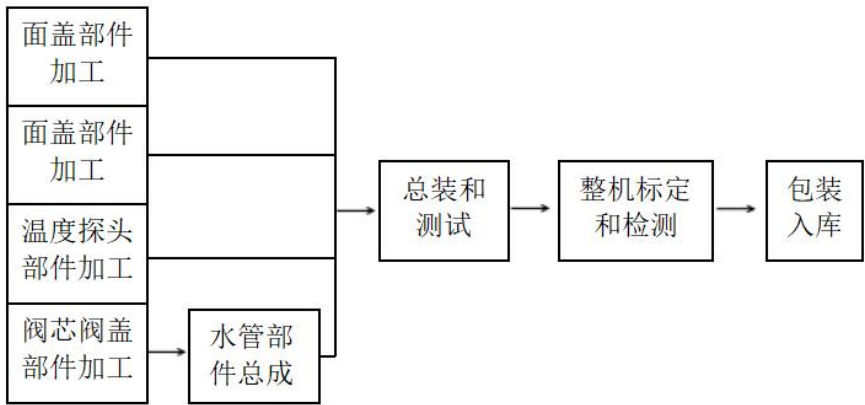 面盖部件
加工
面盖部件
加工
温度探头
部件加工
阀芯阀盖
部件加工
水管部
件总成
总装和
测试
整机标定
和检测
包装
入库